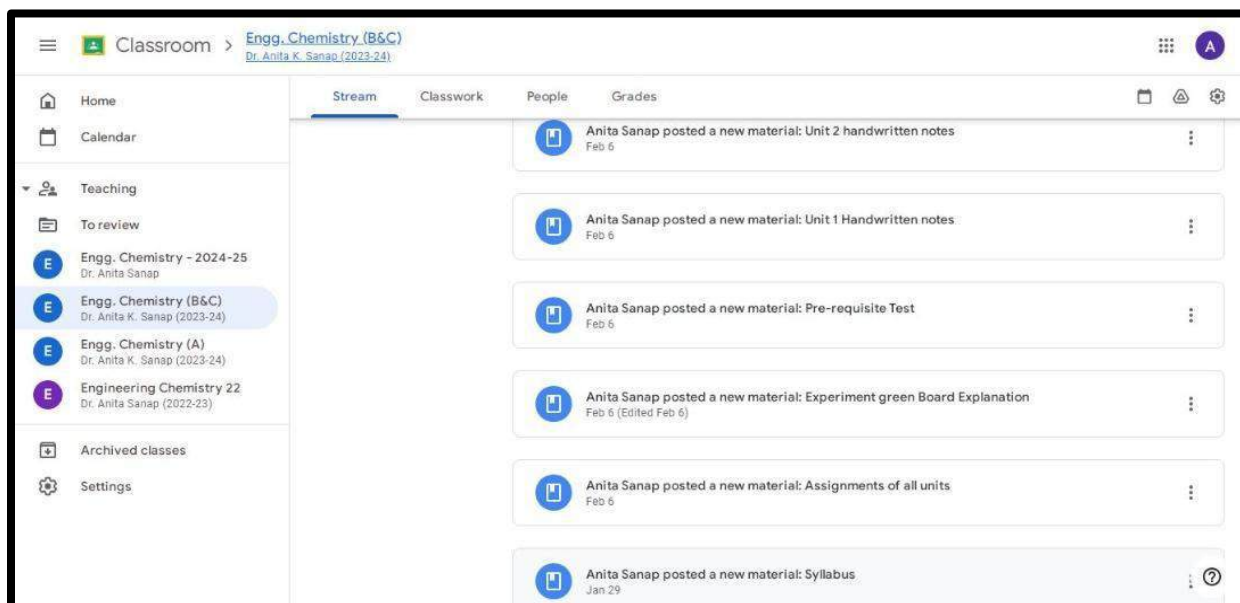 Classroom > Engg. Chemistry (B&C)
Dr. Anita K. Sanap (2023-24)
A
Home
Calendar
Teaching
To review
E
Engg. Chemistry - 2024-25
Dr. Anita Sanap
E
Engg. Chemistry (B&C)
Dr. Anita K. Sanap (2023-24)
E
Engg. Chemistry (A)
Dr. Anita K. Sanap (2023-24)
E
Engineering Chemistry 22
Dr. Anita Sanap (2022-23)
Archived classes
Settings
Stream Classwork People Grades
Anita Sanap posted a new material: Unit 2 handwritten notes
Feb 6
Anita Sanap posted a new material: Unit 1 Handwritten notes
Feb 6
Anita Sanap posted a new material: Pre-requisite Test
Feb 6
Anita Sanap posted a new material: Experiment green Board Explanation
Feb 6 (Edited Feb 6)
Anita Sanap posted a new material: Assignments of all units
Feb 6
Anita Sanap posted a new material: Syllabus
Jan 29